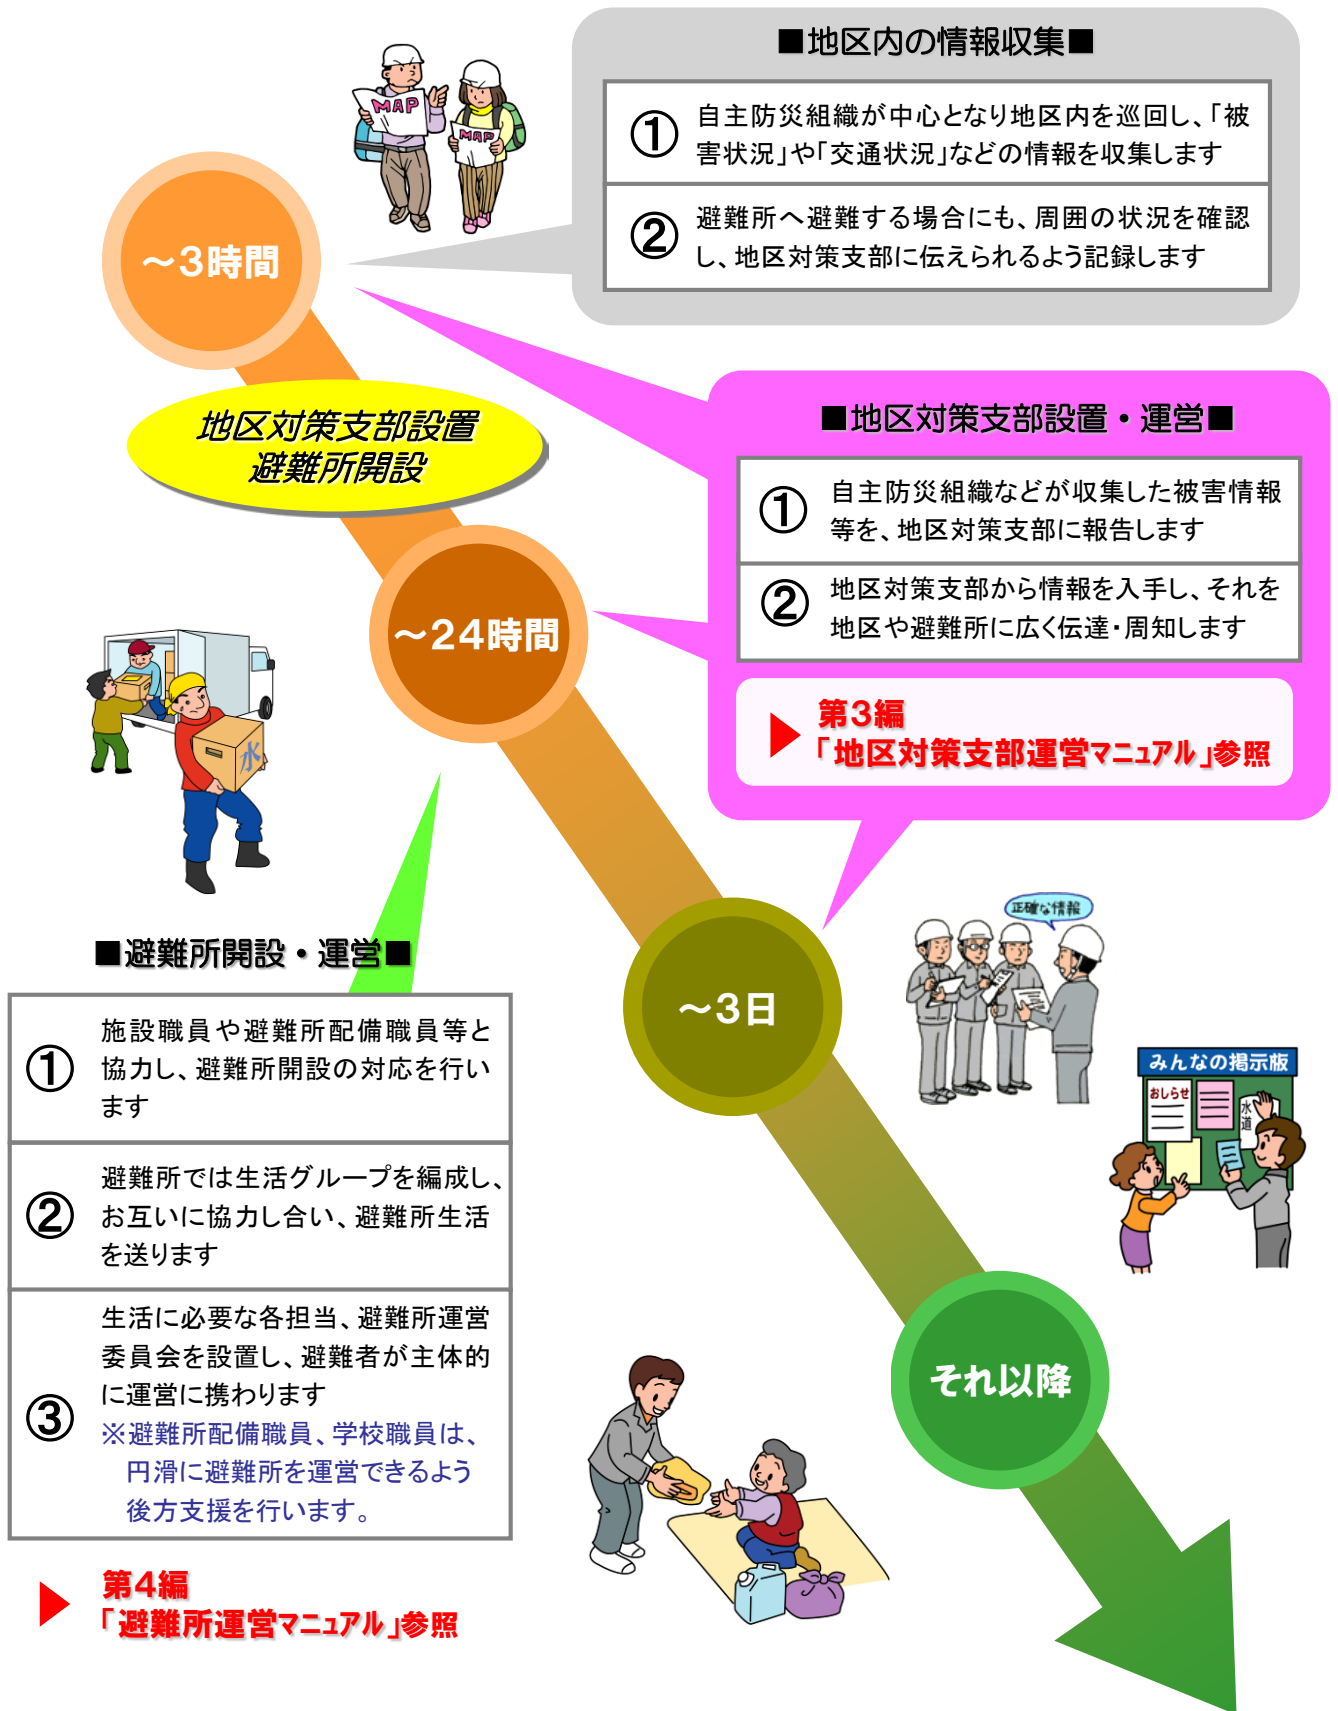 ■地区内の情報収集■
① 自主防災組織が中心となり地区内を巡回し、「被
害状況」や「交通状況」などの情報を収集します
② 避難所へ避難する場合にも、周囲の状況を確認
し、地区対策支部に伝えられるよう記録します
MAP
MAP
～3時間
地区対策支部設置
避難所開設
■地区対策支部設置・運営■
① 自主防災組織などが収集した被害情報
等を、地区対策支部に報告します
② 地区対策支部から情報を入手し、それを
地区や避難所に広く伝達・周知します
第3編
「地区対策支部運営マニュアル」参照
～24時間
水
■避難所開設・運営■
① 施設職員や避難所配備職員等と
協力し、避難所開設の対応を行い
ます
② 避難所では生活グループを編成し、
お互いに協力し合い、避難所生活
を送ります
③ 生活に必要な各担当、避難所運営
委員会を設置し、避難者が主体的
に運営に携わります
※避難所配備職員、学校職員は、
円滑に避難所を運営できるよう
後方支援を行います。
第4編
「避難所運営マニュアル」参照
～3日
正確な情報
みんなの掲示版
おしらせ
水道
それ以降